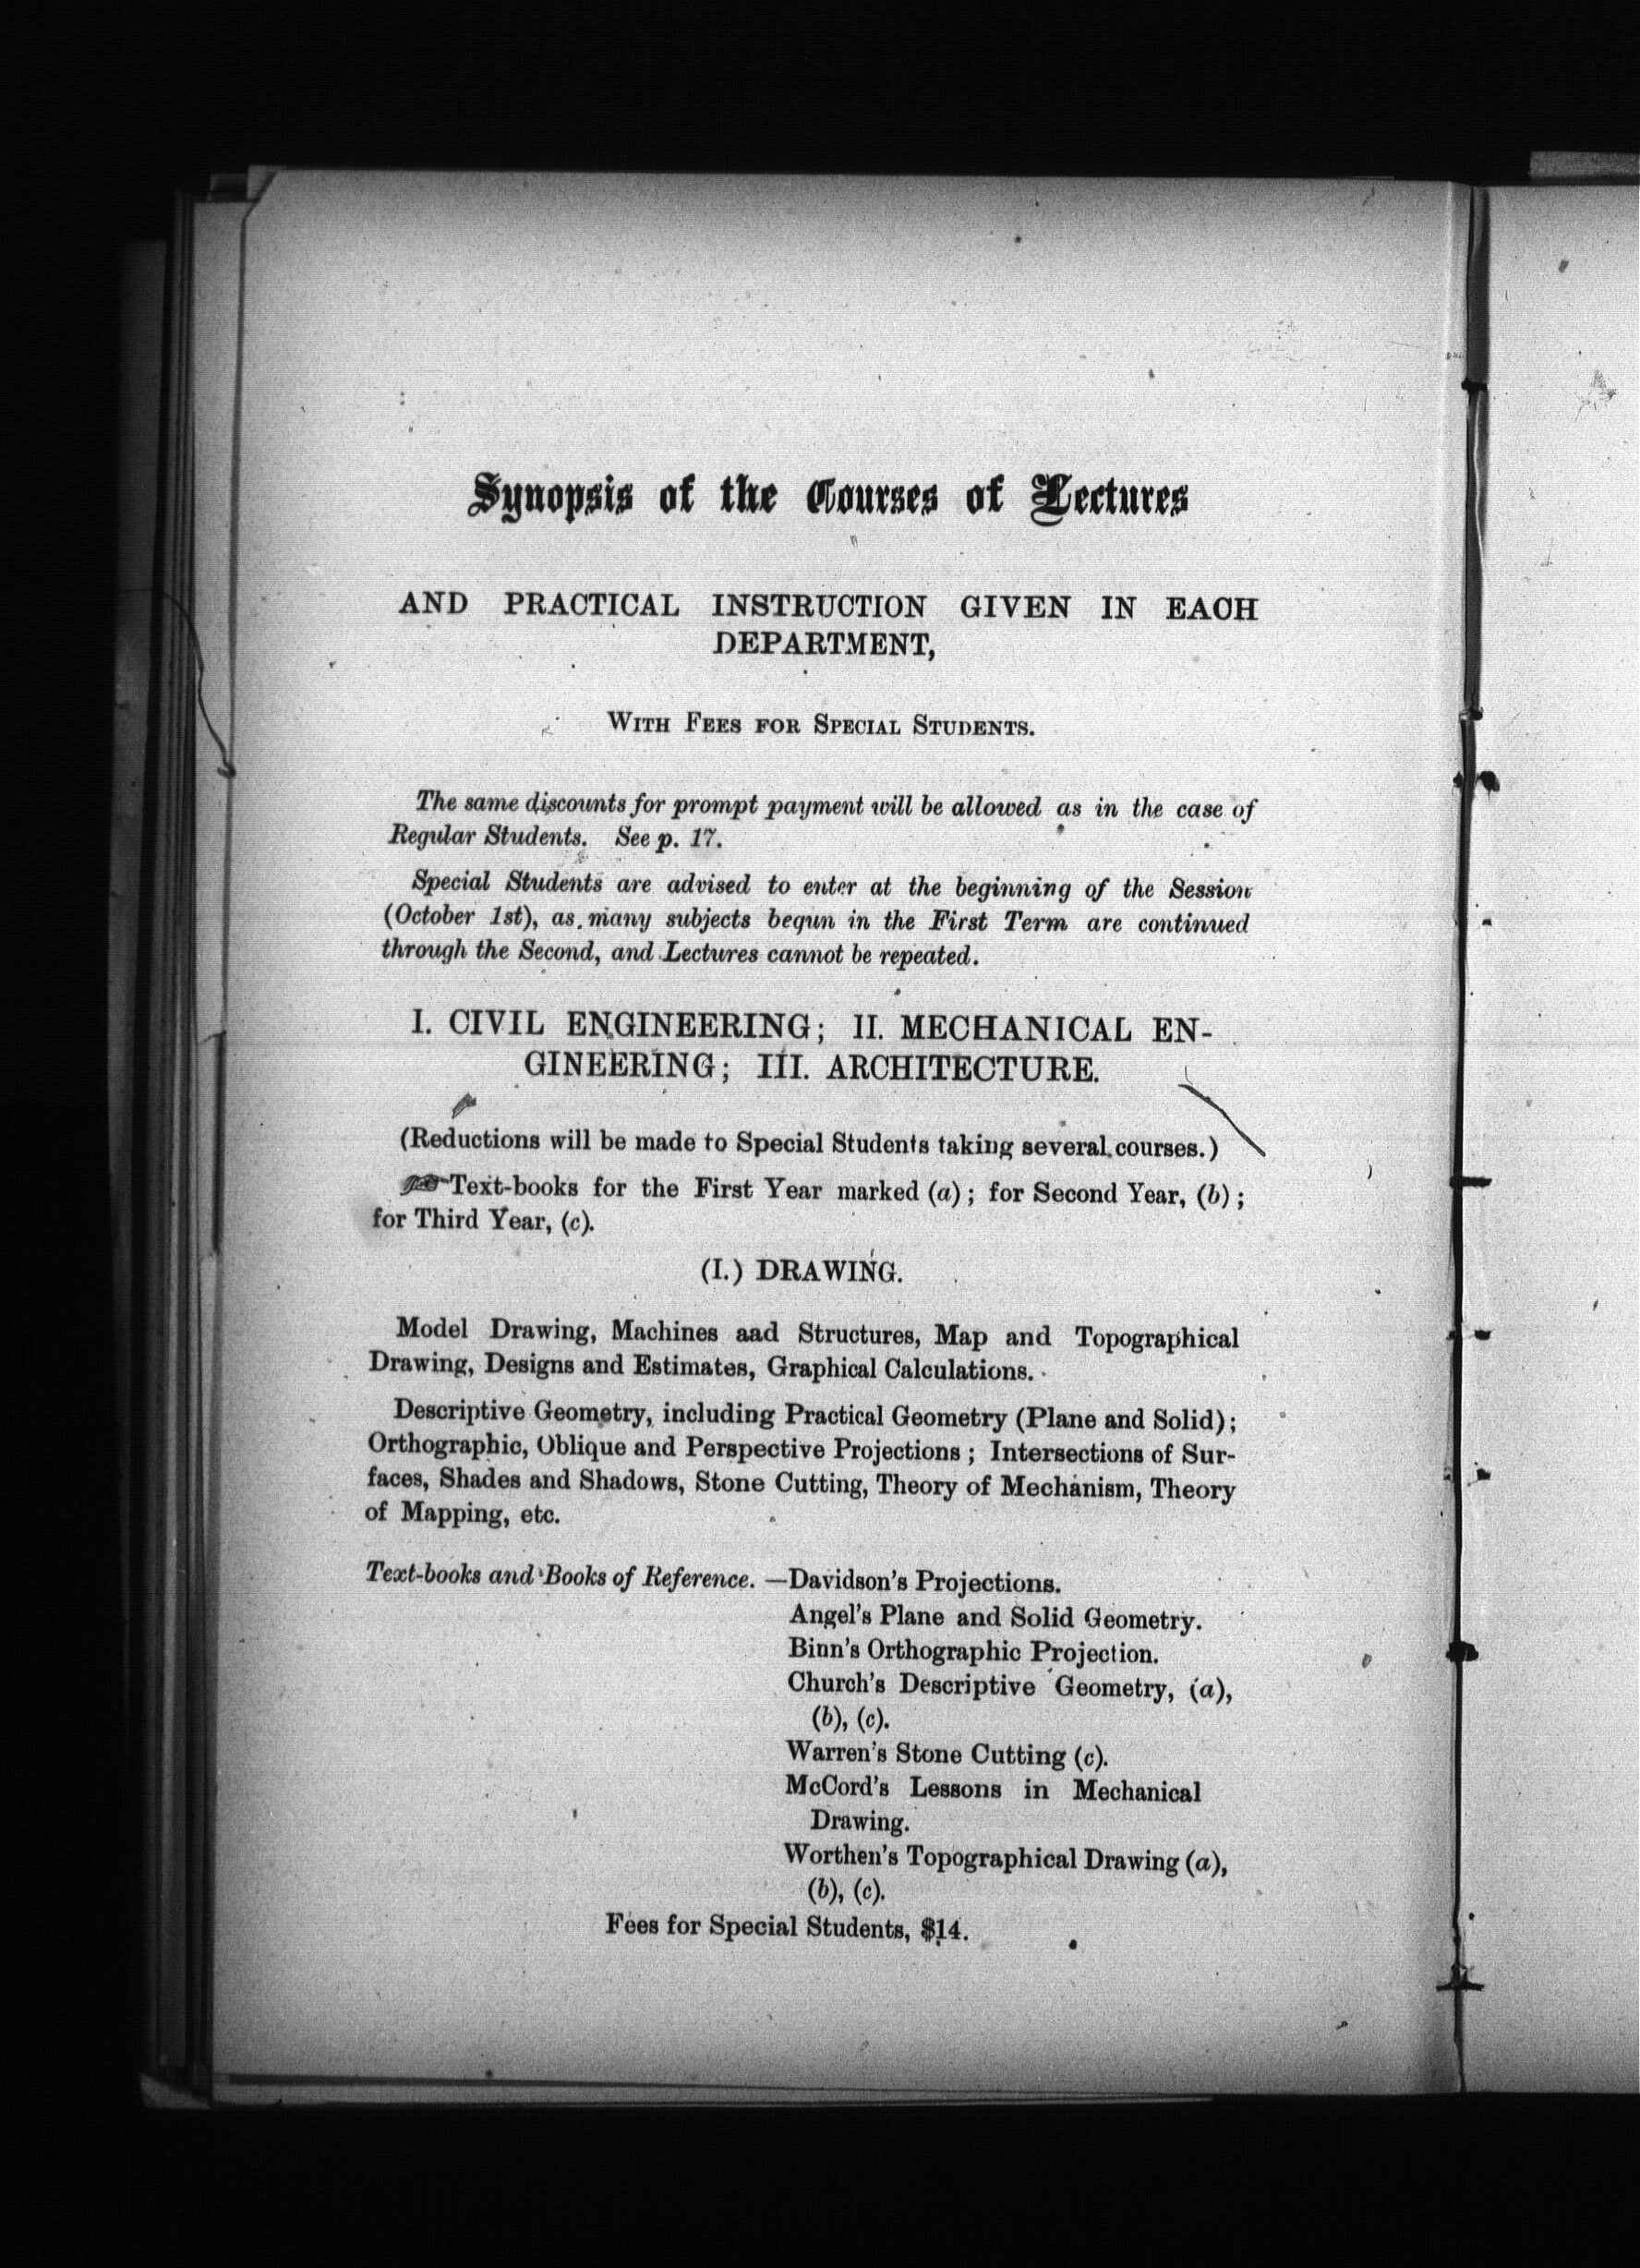 Synopsis of the Courses of Lectures
AND PRACTICAL INSTRUCTION GIVEN IN EACH
DEPARTMENT,
WITH FEES FOR SPECIAL STUDENTS.
The same discounts for prompt payment will be allowed as in the case of
Regular Students. See p. 17.
Special Students are advised to enter at the beginning of the Session
(October 1st), as many subjects begun in the First Term are continued
through the Second, and Lectures cannot be repeated.
I. CIVIL ENGINEERING; II. MECHANICAL EN-
GINEERING; III. ARCHITECTURE.
(Reductions will be made to Special Students taking several courses.)
☞ Text-books for the First Year marked (a); for Second Year, (b);
for Third Year, (c).
(I.) DRAWING.
Model Drawing, Machines aad Structures, Map and Topographical
Drawing, Designs and Estimates, Graphical Calculations.
Descriptive Geometry, including Practical Geometry (Plane and Solid);
Orthographic, Oblique and Perspective Projections; Intersections of Sur-
faces, Shades and Shadows, Stone Cutting, Theory of Mechanism, Theory
of Mapping, etc.
Text-books and Books of Reference.—Davidson's Projections.
Angel's Plane and Solid Geometry.
Binn's Orthographic Projection.
Church's Descriptive Geometry, (a),
(b), (c).
Warren's Stone Cutting (c).
McCord's Lessons in Mechanical
Drawing.
Worthen's Topographical Drawing (a),
(b), (c).
Fees for Special Students, $14.